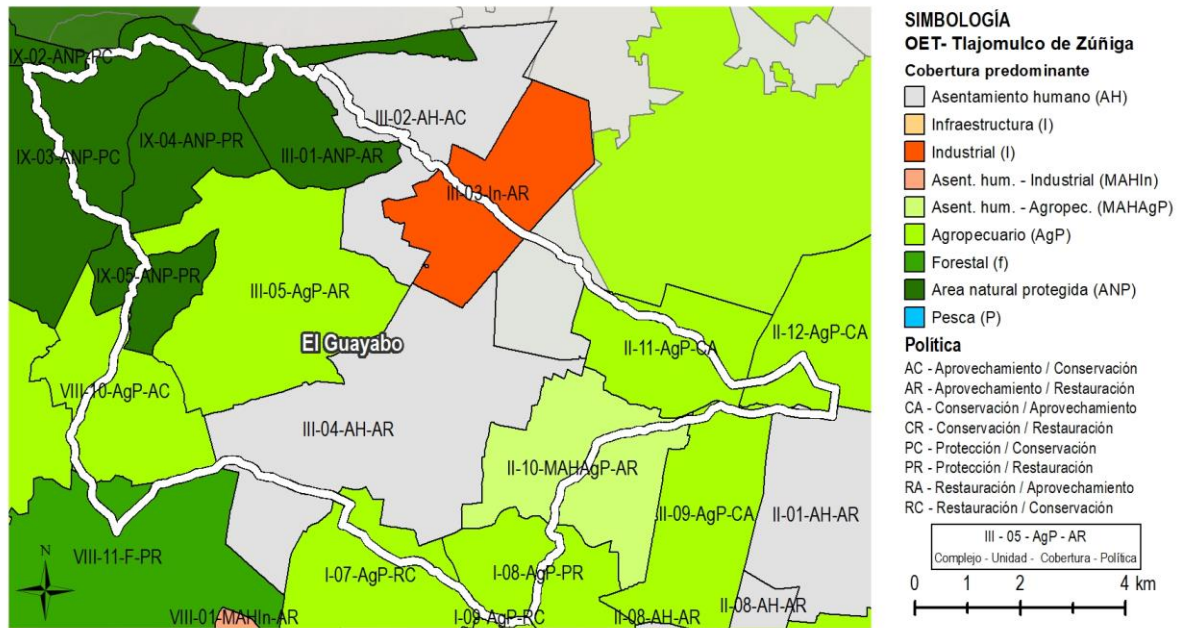 IX-02-ANP-PC
III-02-AH-AC
IX-04-ANP-PR
IX-03-ANP-PC
III-01-ANP-AR
III-03-In-AR
IX-05-ANP-PR
III-05-AgP-AR
El Guayabo
II-12-AgP-CA
II-11-AgP-CA
VIII-10-AgP-AC
III-04-AH-AR
II-10-MAHAgP-AR
II-09-AgP-CA
II-01-AH-AR
VIII-11-F-PR
I-07-AgP-RC
I-08-AgP-PR
II-08-AH-AR
VIII-01-MAHIn-AR
I-09-AgP-RC
II-08-AH-AR
N
SIMBOLOGÍA
OET- Tlajomulco de Zúñiga
Cobertura predominante
Asentamiento humano (AH)
Infraestructura (I)
Industrial (I)
Asent. hum. - Industrial (MAHIn)
Asent. hum. - Agropec. (MAHAgP)
Agropecuario (AgP)
Forestal (f)
Area natural protegida (ANP)
Pesca (P)
Política
AC - Aprovechamiento / Conservación
AR - Aprovechamiento / Restauración
CA - Conservación / Aprovechamiento
CR - Conservación / Restauración
PC - Protección / Conservación
PR - Protección / Restauración
RA - Restauración / Aprovechamiento
RC - Restauración / Conservación
III - 05 - AgP - AR
Complejo - Unidad - Cobertura - Política
0 1 2 4 km